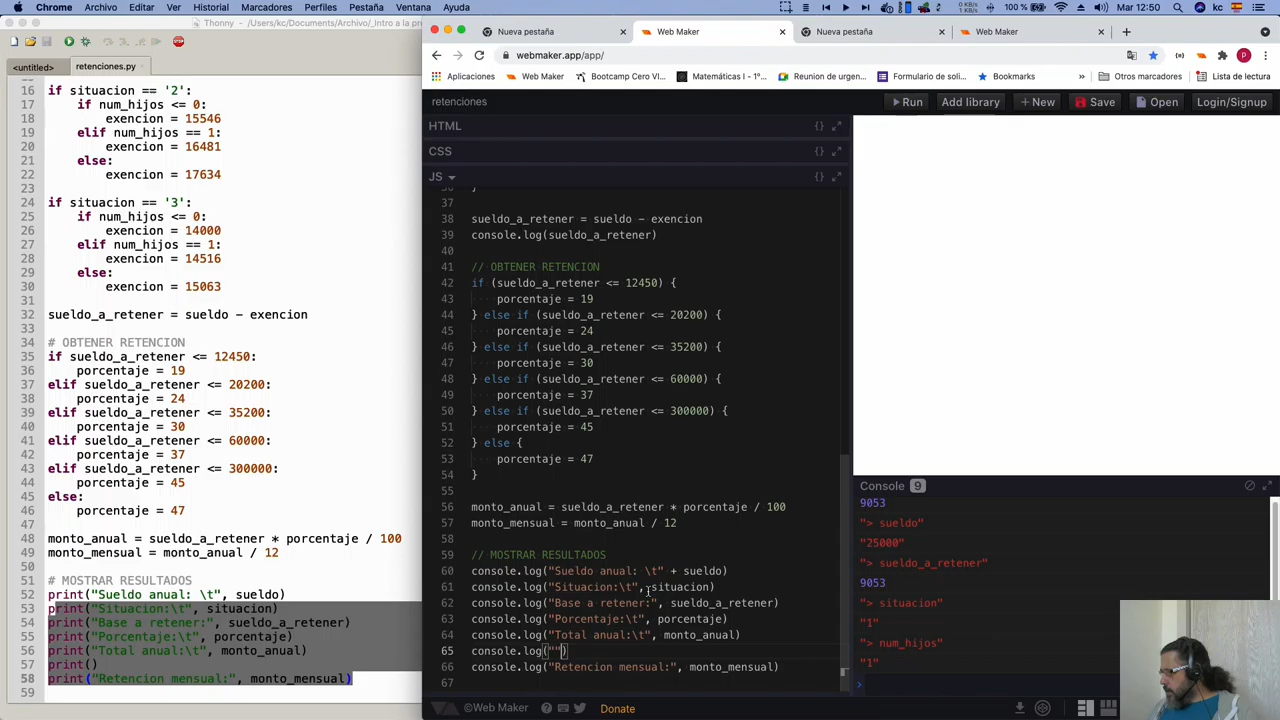 Chrome Archivo Editar Ver Historial Marcadores Perfiles Pestaña Ventana Ayuda
0 KB/s
0 KB/s
kc
Mar 12:50
Thonny - /Users/kc/Documents/Archivo/_Intro a la pr
<untitled> retenciones.py
16 if situacion == '2':
17 if num_hijos <= 0:
18 exencion = 15546
19 elif num_hijos == 1:
20 exencion = 16481
21 else:
22 exencion = 17634
23
24 if situacion == '3':
25 if num_hijos <= 0:
26 exencion = 14000
27 elif num_hijos == 1:
28 exencion = 14516
29 else:
30 exencion = 15063
31
32 sueldo_a_retener = sueldo - exencion
33
34 # OBTENER RETENCION
35 if sueldo_a_retener <= 12450:
36 porcentaje = 19
37 elif sueldo_a_retener <= 20200:
38 porcentaje = 24
39 elif sueldo_a_retener <= 35200:
40 porcentaje = 30
41 elif sueldo_a_retener <= 60000:
42 porcentaje = 37
43 elif sueldo_a_retener <= 300000:
44 porcentaje = 45
45 else:
46 porcentaje = 47
47
48 monto_anual = sueldo_a_retener * porcentaje / 100
49 monto_mensual = monto_anual / 12
50
51 # MOSTRAR RESULTADOS
52 print("Sueldo anual: \t", sueldo)
53 print("Situacion:\t", situacion)
54 print("Base a retener:", sueldo_a_retener)
55 print("Porcentaje:\t", porcentaje)
56 print("Total anual:\t", monto_anual)
57 print()
58 print("Retencion mensual:", monto_mensual)
59
Nueva pestaña Web Maker Nueva pestaña Web Maker
webmaker.app/app/
P
Aplicaciones Web Maker Bootcamp Cero VI... Matemáticas I - 1º... Reunion de urgen... Formulario de soli... Bookmarks » Otros marcadores Lista de lectura
retenciones Run Add library + New Save Open Login/Signup
HTML {}
CSS {}
JS {}
36 }
37
38 sueldo_a_retener = sueldo - exencion
39 console.log(sueldo_a_retener)
40
41 // OBTENER RETENCION
42 if (sueldo_a_retener <= 12450) {
43 porcentaje = 19
44 } else if (sueldo_a_retener <= 20200) {
45 porcentaje = 24
46 } else if (sueldo_a_retener <= 35200) {
47 porcentaje = 30
48 } else if (sueldo_a_retener <= 60000) {
49 porcentaje = 37
50 } else if (sueldo_a_retener <= 300000) {
51 porcentaje = 45
52 } else {
53 porcentaje = 47
54 }
55
56 monto_anual = sueldo_a_retener * porcentaje / 100
57 monto_mensual = monto_anual / 12
58
59 // MOSTRAR RESULTADOS
60 console.log("Sueldo anual: \t" + sueldo)
61 console.log("Situacion:\t", situacion)
62 console.log("Base a retener:", sueldo_a_retener)
63 console.log("Porcentaje:\t", porcentaje)
64 console.log("Total anual:\t", monto_anual)
65 console.log("")
66 console.log("Retencion mensual:", monto_mensual)
67
Console 9
9053
"> sueldo"
"25000"
"> sueldo_a_retener"
9053
"> situacion"
"1"
"> num_hijos"
"1"
>
©Web Maker Donate